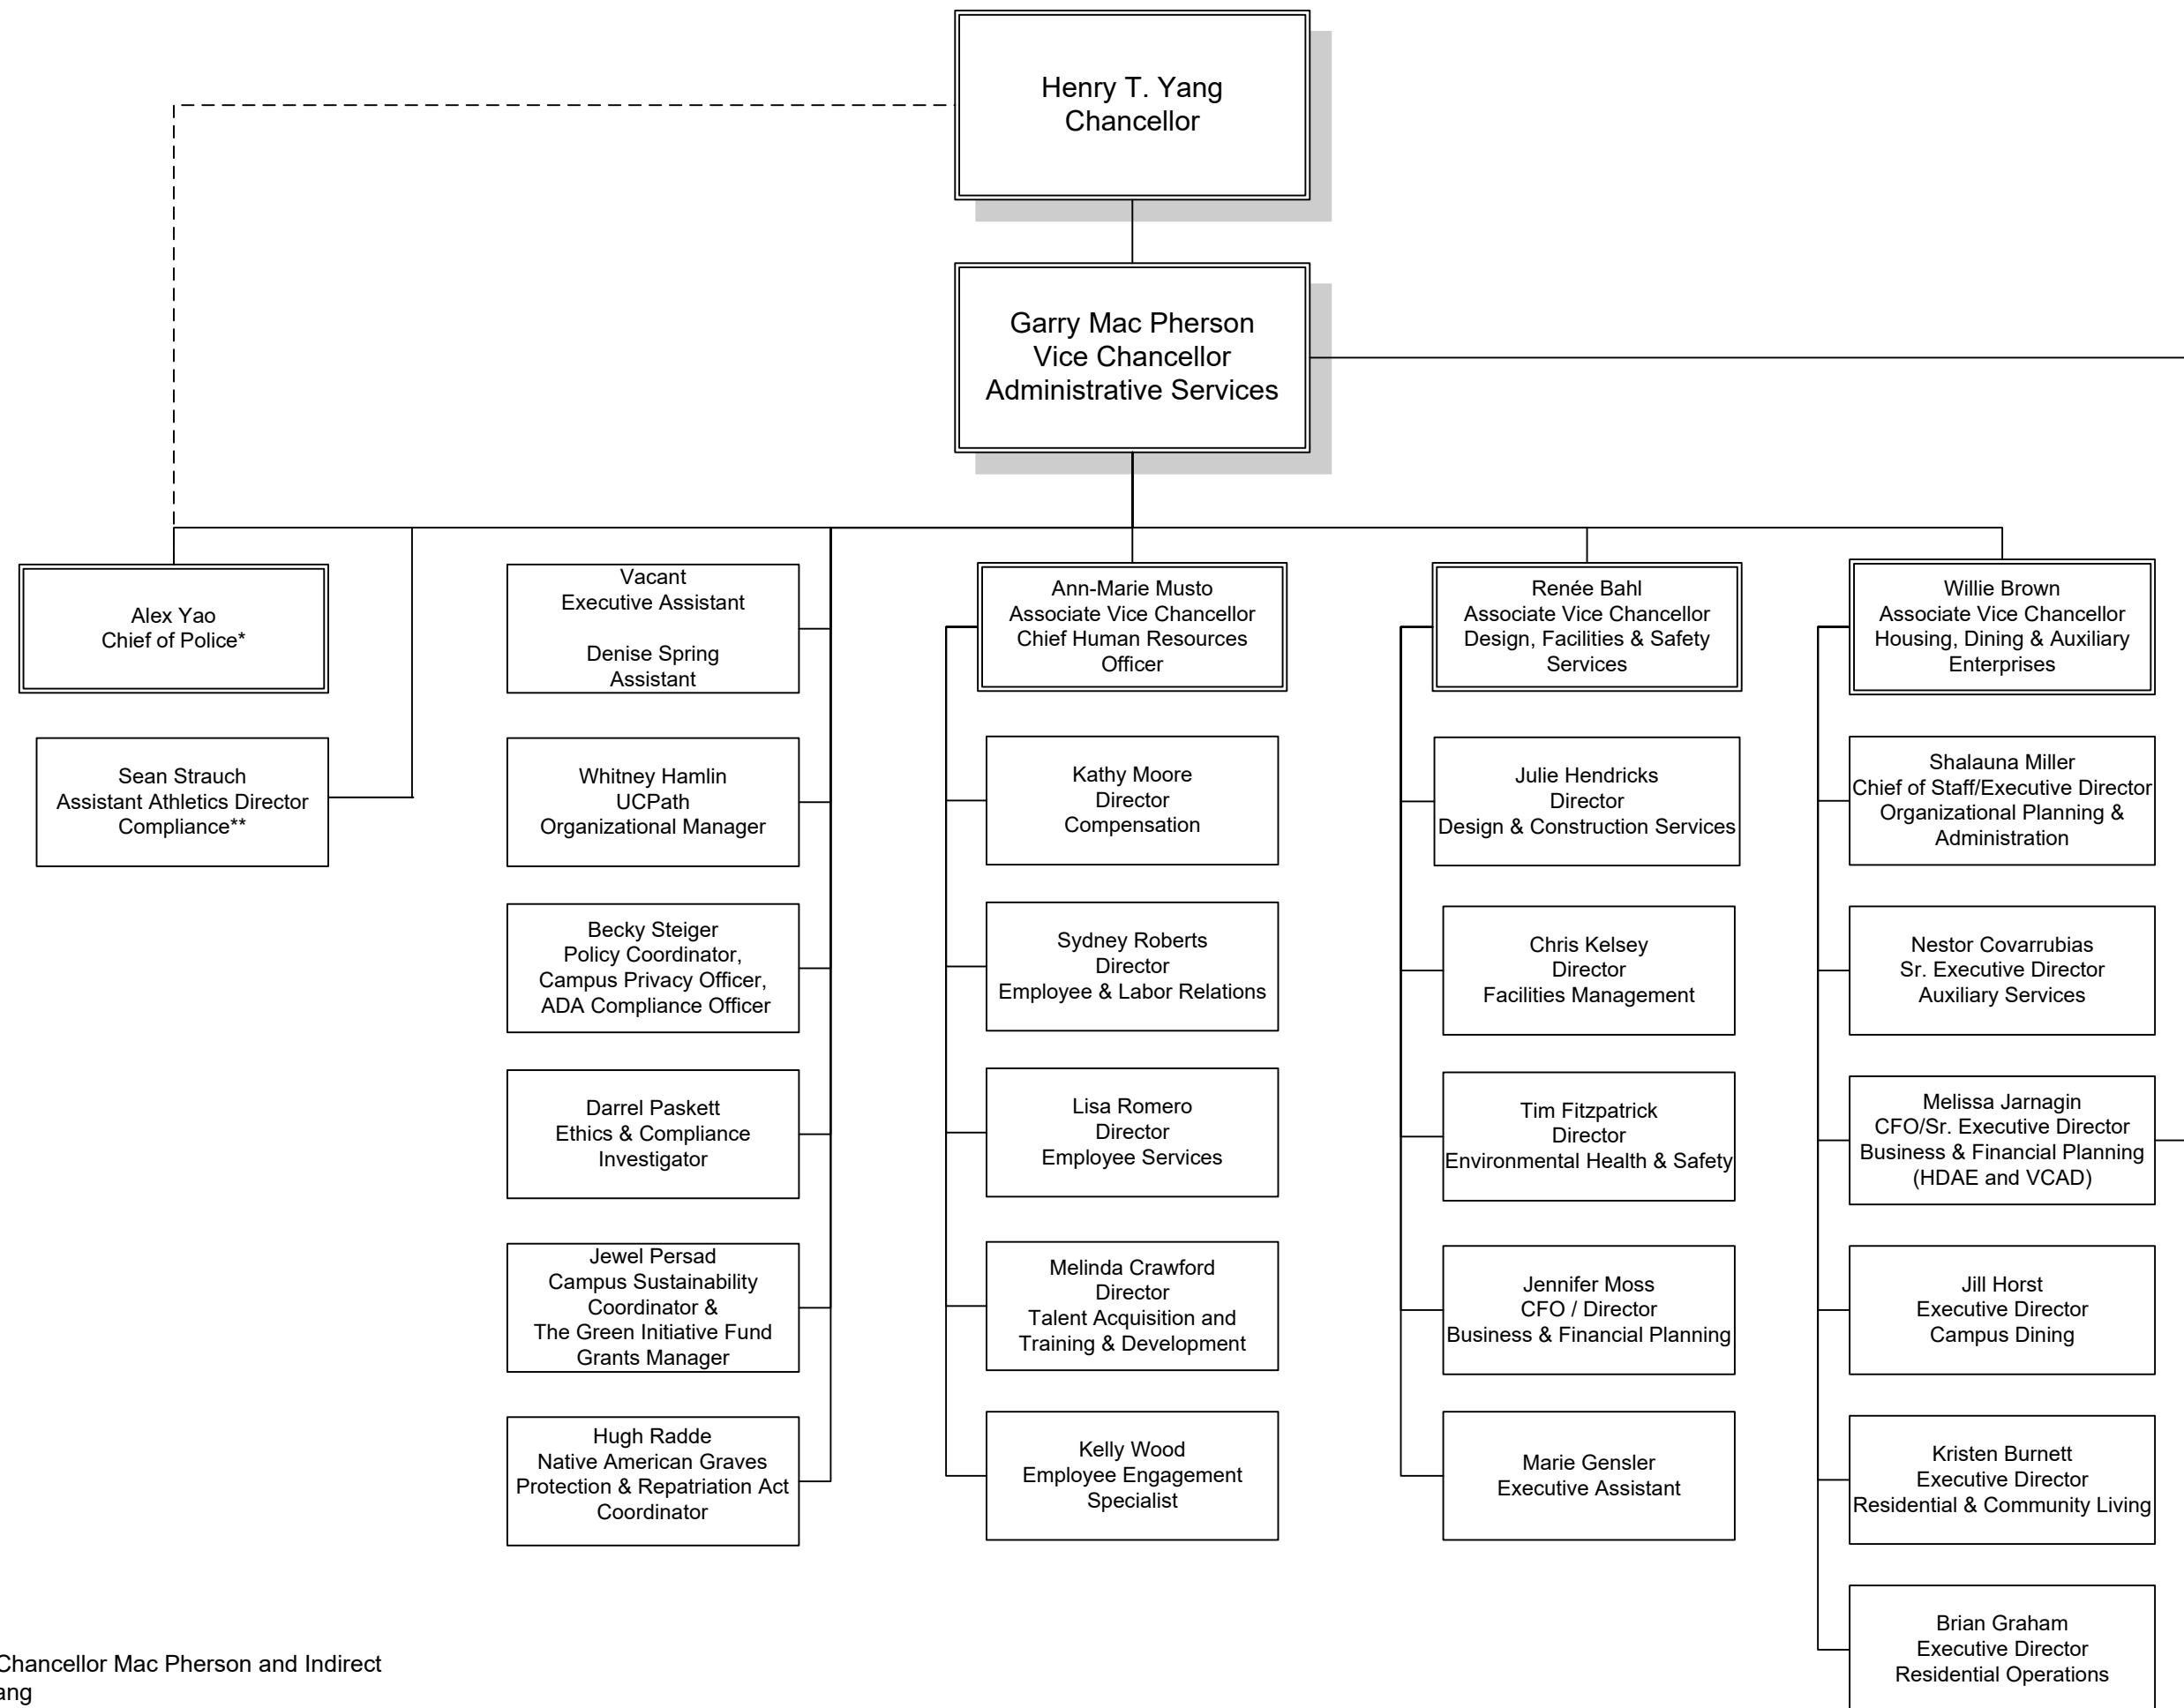 Henry T. Yang
Chancellor
Garry Mac Pherson
Vice Chancellor
Administrative Services
Alex Yao
Chief of Police*
Sean Strauch
Assistant Athletics Director
Compliance**
Vacant
Executive Assistant
Denise Spring
Assistant
Whitney Hamlin
UCPath
Organizational Manager
Becky Steiger
Policy Coordinator,
Campus Privacy Officer,
ADA Compliance Officer
Darrel Paskett
Ethics & Compliance
Investigator
Jewel Persad
Campus Sustainability
Coordinator &
The Green Initiative Fund
Grants Manager
Hugh Radde
Native American Graves
Protection & Repatriation Act
Coordinator
Ann-Marie Musto
Associate Vice Chancellor
Chief Human Resources
Officer
Kathy Moore
Director
Compensation
Sydney Roberts
Director
Employee & Labor Relations
Lisa Romero
Director
Employee Services
Melinda Crawford
Director
Talent Acquisition and
Training & Development
Kelly Wood
Employee Engagement
Specialist
Renée Bahl
Associate Vice Chancellor
Design, Facilities & Safety
Services
Julie Hendricks
Director
Design & Construction Services
Chris Kelsey
Director
Facilities Management
Tim Fitzpatrick
Director
Environmental Health & Safety
Jennifer Moss
CFO / Director
Business & Financial Planning
Marie Gensler
Executive Assistant
Willie Brown
Associate Vice Chancellor
Housing, Dining & Auxiliary
Enterprises
Shalauna Miller
Chief of Staff/Executive Director
Organizational Planning &
Administration
Nestor Covarrubias
Sr. Executive Director
Auxiliary Services
Melissa Jarnagin
CFO/Sr. Executive Director
Business & Financial Planning
(HDAE and VCAD)
Jill Horst
Executive Director
Campus Dining
Kristen Burnett
Executive Director
Residential & Community Living
Brian Graham
Executive Director
Residential Operations
Chancellor Mac Pherson and Indirect
ang